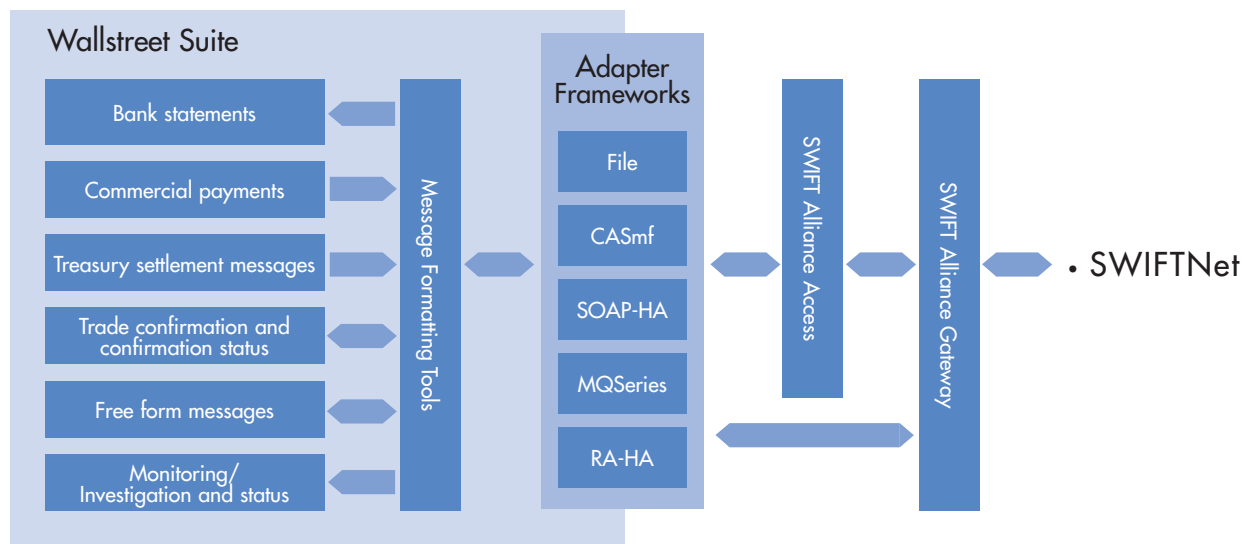 Wallstreet Suite
Bank statements
Commercial payments
Treasury settlement messages
Trade confirmation and
confirmation status
Free form messages
Monitoring/
Investigation and status
Message Formatting Tools
Adapter
Frameworks
File
CASmf
SOAP-HA
MQSeries
RA-HA
SWIFT Alliance Access
SWIFT Alliance Gateway
• SWIFTNet